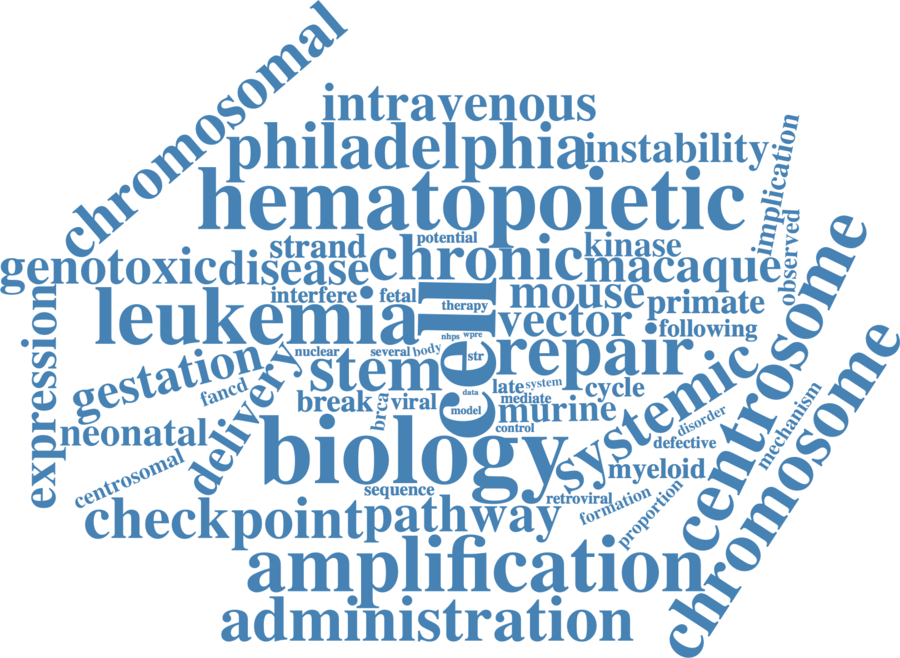 chromosomal
intravenous
philadelphia
instability
implication
hematopoietic
observed
strand
potential
kinase
genotoxic
disease
chronic
macaque
interfere
fetal
therapy
mouse
primate
leukemia
cell
vector
following
centrosome
expression
nhps
wpre
repair
nuclear
several
body
str
gestation
fancd
delivery
stem
late
system
cycle
systemic
chromosome
break
brca
viral
data
mediate
model
murine
disorder
mechanism
neonatal
control
defective
biology
centrosomal
myeloid
sequence
retroviral
formation
proportion
checkpoint
pathway
amplification
administration